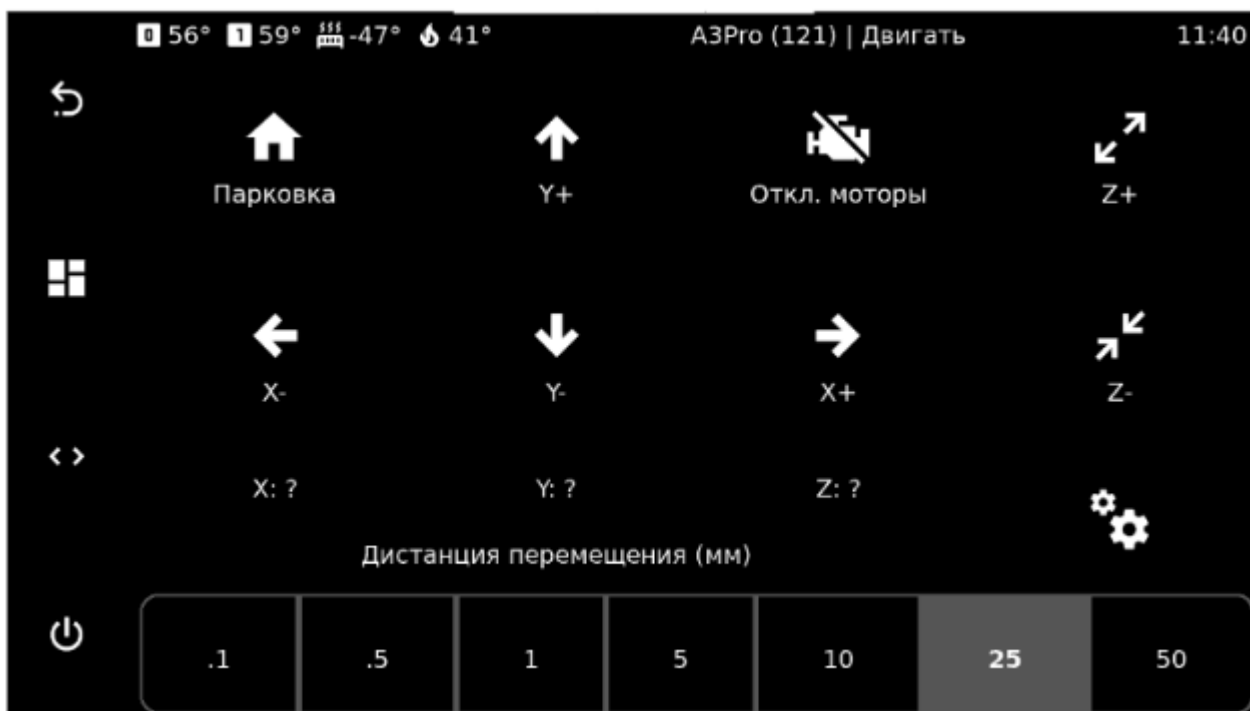 0 56° 1 59° -47° 41° A3Pro (121) | Двигать 11:40
Парковка Y+ Откл. моторы Z+
X- Y- X+ Z-
X: ? Y: ? Z: ?
Дистанция перемещения (мм)
.1 .5 1 5 10 25 50